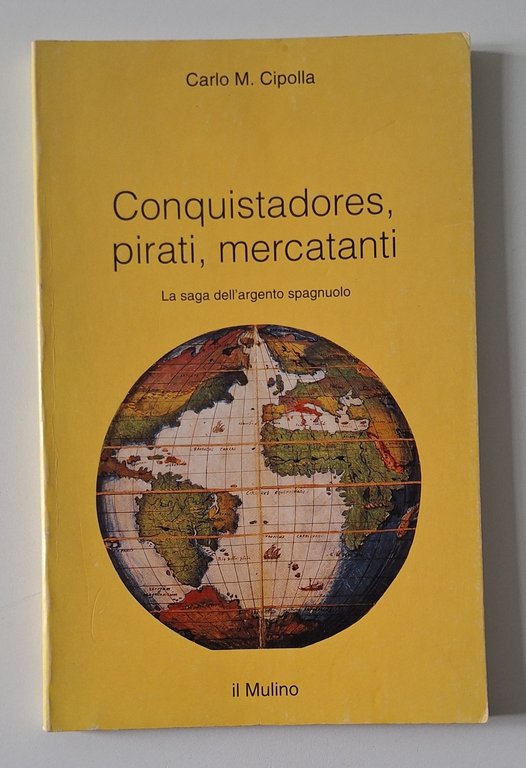 Carlo M. Cipolla
Conquistadores,
pirati, mercatanti
La saga dell'argento spagnuolo
il Mulino